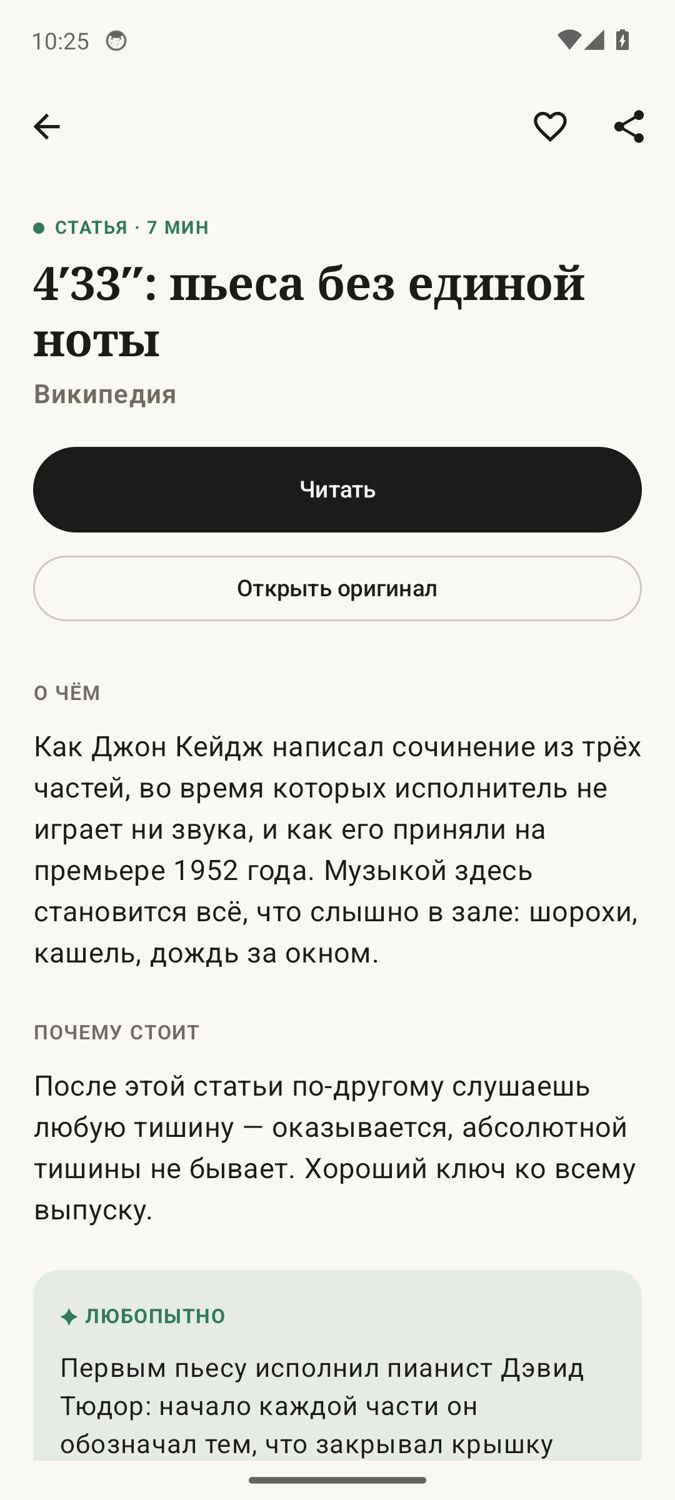 10:25
СТАТЬЯ · 7 МИН
4′33″: пьеса без единой
ноты
Википедия
Читать
Открыть оригинал
О ЧЁМ
Как Джон Кейдж написал сочинение из трёх
частей, во время которых исполнитель не
играет ни звука, и как его приняли на
премьере 1952 года. Музыкой здесь
становится всё, что слышно в зале: шорохи,
кашель, дождь за окном.
ПОЧЕМУ СТОИТ
После этой статьи по-другому слушаешь
любую тишину — оказывается, абсолютной
тишины не бывает. Хороший ключ ко всему
выпуску.
✦ ЛЮБОПЫТНО
Первым пьесу исполнил пианист Дэвид
Тюдор: начало каждой части он
обозначал тем, что закрывал крышку